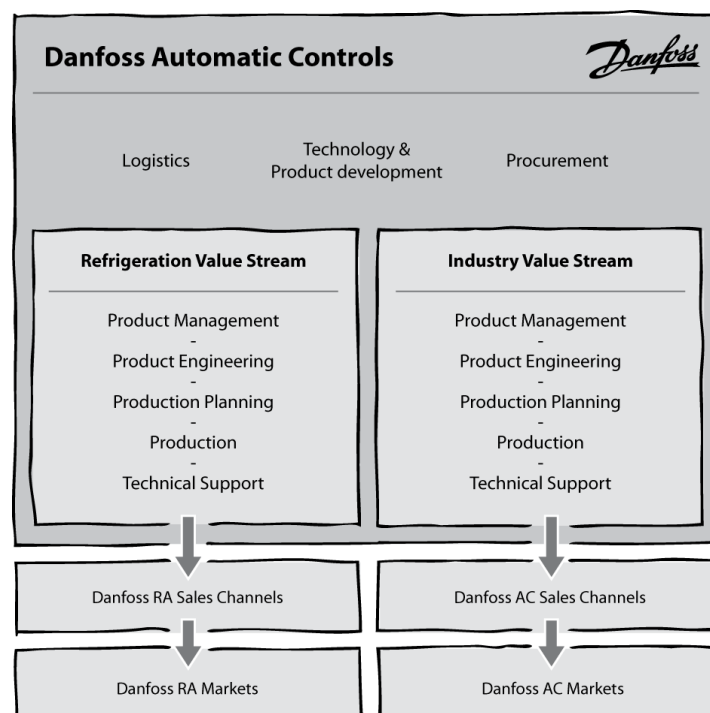 Danfoss Automatic Controls
Danfoss
Logistics
Technology &
Product development
Procurement
Refrigeration Value Stream
Product Management
-
Product Engineering
-
Production Planning
-
Production
-
Technical Support
Industry Value Stream
Product Management
-
Product Engineering
-
Production Planning
-
Production
-
Technical Support
Danfoss RA Sales Channels
Danfoss AC Sales Channels
Danfoss RA Markets
Danfoss AC Markets